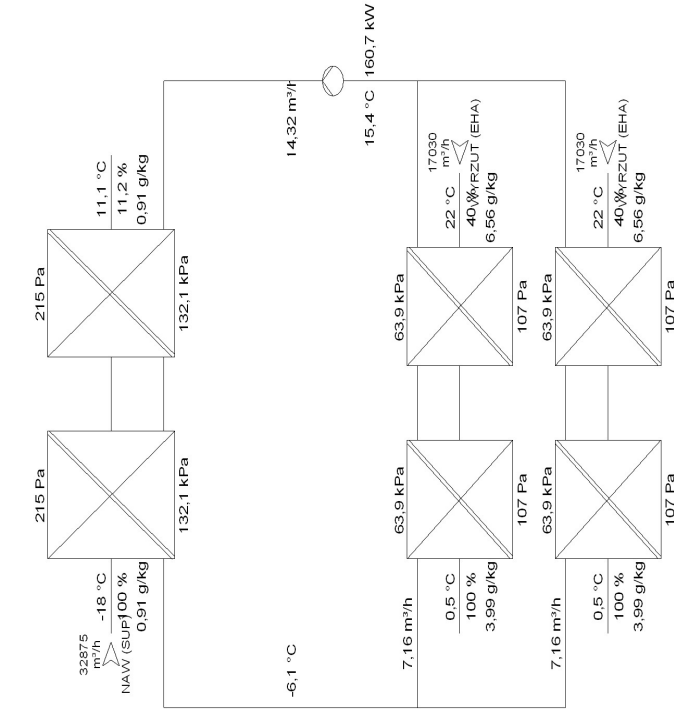 160,7 kW
15,4 °C
14,32 m³/h
11,1 °C
11,2 %
0,91 g/kg
215 Pa
132,1 kPa
215 Pa
132,1 kPa
-18 °C
100 %
0,91 g/kg
32875
m³/h
NAW (SUP)
-6,1 °C
17030
m³/h
WYRZUT (EHA)
22 °C
40%
6,56 g/kg
63,9 kPa
107 Pa
63,9 kPa
107 Pa
0,5 °C
100 %
3,99 g/kg
7,16 m³/h
17030
m³/h
WYRZUT (EHA)
22 °C
40%
6,56 g/kg
63,9 kPa
107 Pa
63,9 kPa
107 Pa
0,5 °C
100 %
3,99 g/kg
7,16 m³/h